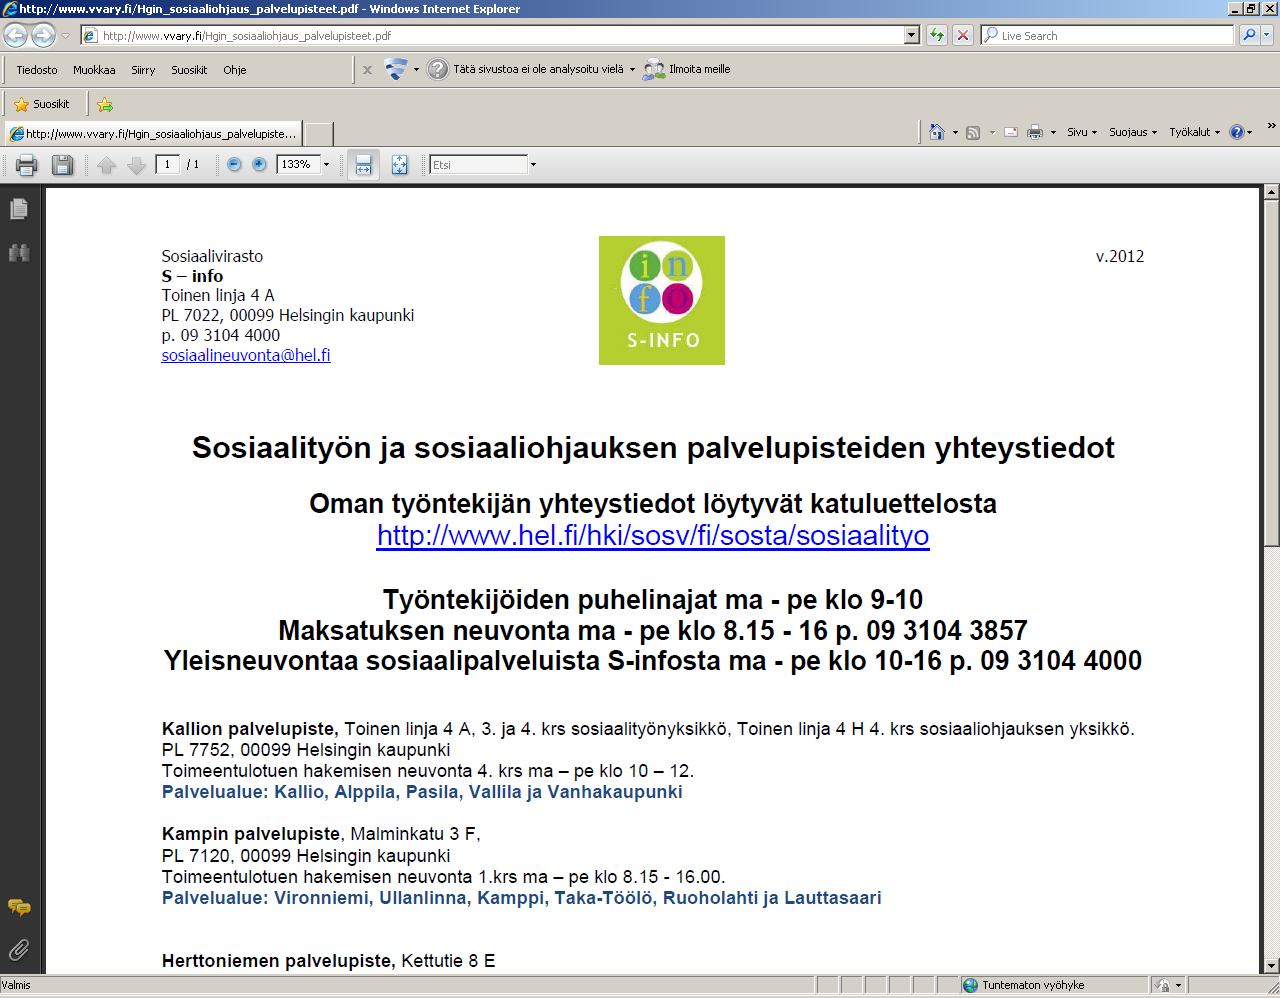 http://www.vvary.fi/Hgin_sosiaaliohjaus_palvelupisteet.pdf - Windows Internet Explorer
http://www.vvary.fi/Hgin_sosiaaliohjaus_palvelupisteet.pdf
Live Search
Tiedosto Muokkaa Siirry Suosikit Ohje
x Tätä sivustoa ei ole analysoitu vielä Ilmoita meille
Suosikit
http://www.vvary.fi/Hgin_sosiaaliohjaus_palvelupiste...
Sivu Suojaus Työkalut
1 / 1 133% Etsi
Sosiaalivirasto
S – info
Toinen linja 4 A
PL 7022, 00099 Helsingin kaupunki
p. 09 3104 4000
sosiaalineuvonta@hel.fi
info
S-INFO
v.2012
Sosiaalityön ja sosiaaliohjauksen palvelupisteiden yhteystiedot
Oman työntekijän yhteystiedot löytyvät katuluettelosta
http://www.hel.fi/hki/sosv/fi/sosta/sosiaalityo
Työntekijöiden puhelinajat ma - pe klo 9-10
Maksatuksen neuvonta ma - pe klo 8.15 - 16 p. 09 3104 3857
Yleisneuvontaa sosiaalipalveluista S-infosta ma - pe klo 10-16 p. 09 3104 4000
Kallion palvelupiste, Toinen linja 4 A, 3. ja 4. krs sosiaalityönyksikkö, Toinen linja 4 H 4. krs sosiaaliohjauksen yksikkö.
PL 7752, 00099 Helsingin kaupunki
Toimeentulotuen hakemisen neuvonta 4. krs ma – pe klo 10 – 12.
Palvelualue: Kallio, Alppila, Pasila, Vallila ja Vanhakaupunki
Kampin palvelupiste, Malminkatu 3 F,
PL 7120, 00099 Helsingin kaupunki
Toimeentulotuen hakemisen neuvonta 1.krs ma – pe klo 8.15 - 16.00.
Palvelualue: Vironniemi, Ullanlinna, Kamppi, Taka-Töölö, Ruoholahti ja Lauttasaari
Herttoniemen palvelupiste, Kettutie 8 E
Valmis
Tuntematon vyöhyke